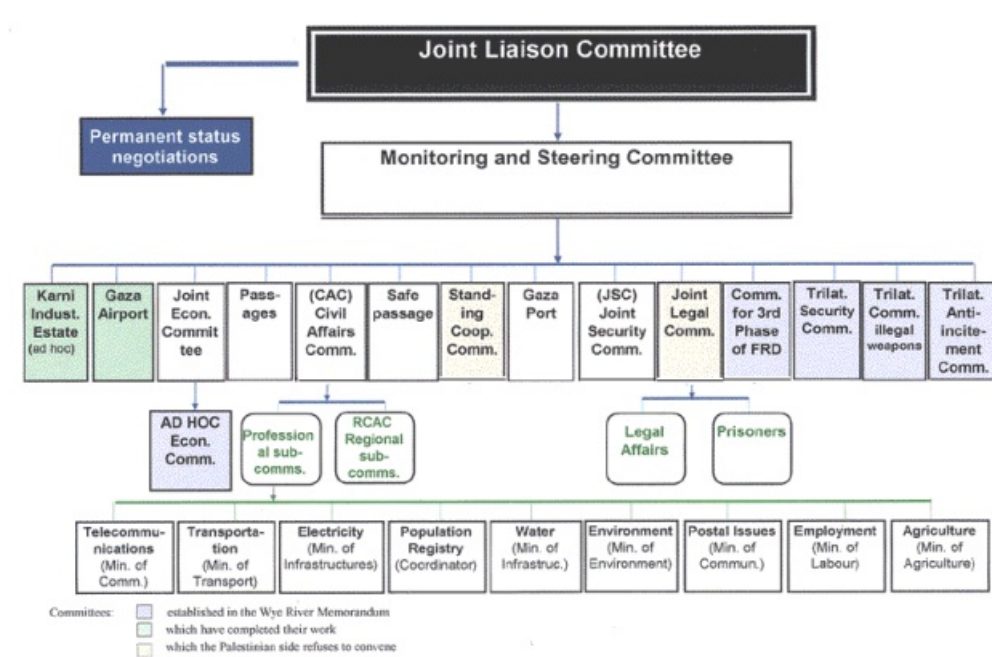 Joint Liaison Committee
Permanent status
negotiations
Monitoring and Steering Committee
Karni
Indust.
Estate
(ad hoc)
Gaza
Airport
Joint
Econ.
Commit
tee
Pass-
ages
(CAC)
Civil
Affairs
Comm.
Safe
passage
Stand-
ing
Coop.
Comm.
Gaza
Port
(JSC)
Joint
Security
Comm.
Joint
Legal
Comm.
Comm.
for 3rd
Phase
of FRD
Trilat.
Security
Comm.
Trilat.
Comm.
illegal
weapons
Trilat.
Anti-
incite-
ment
Comm.
AD HOC
Econ.
Comm.
Profession
al sub-
comms.
RCAC
Regional
sub-
comms.
Legal
Affairs
Prisoners
Telecommu-
nications
(Min. of
Comm.)
Transporta-
tion
(Min. of
Transport)
Electricity
(Min. of
Infrastructures)
Population
Registry
(Coordinator)
Water
(Min. of
Infrastruc.)
Environment
(Min. of
Environment)
Postal Issues
(Min. of
Commun.)
Employment
(Min. of
Labour)
Agriculture
(Min. of
Agriculture)
Committees:
established in the Wye River Memorandum
which have completed their work
which the Palestinian side refuses to convene